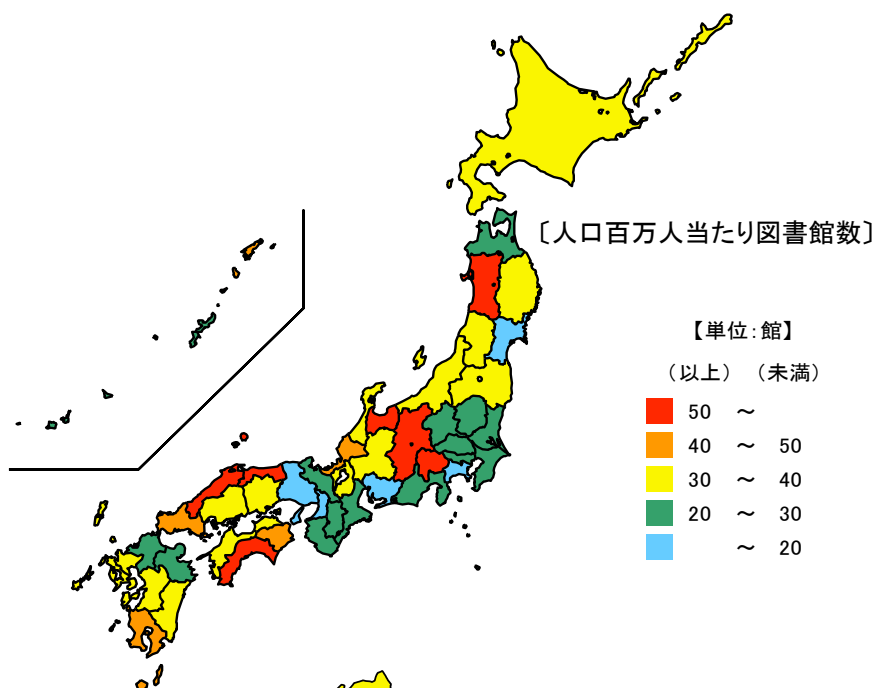 〔人口百万人当たり図書館数〕
【単位:館】
（以上） （未満）
50 ～
40 ～ 50
30 ～ 40
20 ～ 30
～ 20